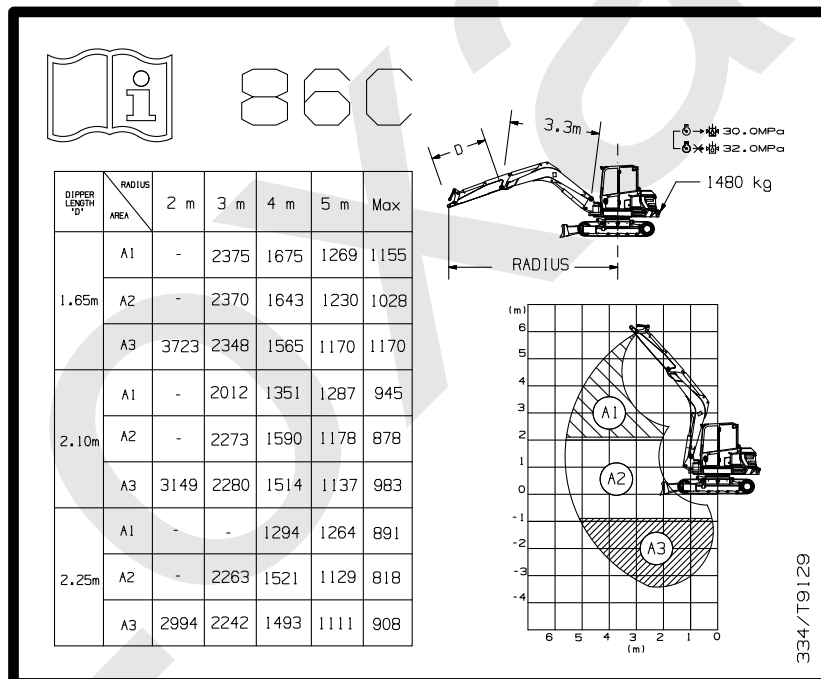 860
DIPPER LENGTH 'D' RADIUS AREA 2 m 3 m 4 m 5 m Max
1.65m
A1 - 2375 1675 1269 1155
A2 - 2370 1643 1230 1028
A3 3723 2348 1565 1170 1170
2.10m
A1 - 2012 1351 1287 945
A2 - 2273 1590 1178 878
A3 3149 2280 1514 1137 983
2.25m
A1 - - 1294 1264 891
A2 - 2263 1521 1129 818
A3 2994 2242 1493 1111 908
D
3.3m
30.0MPa
32.0MPa
1480 kg
RADIUS
(m)
6
5
4
3
2
1
0
-1
-2
-3
-4
A1
A2
A3
6 5 4 3 2 1 0
(m)
334/T9129